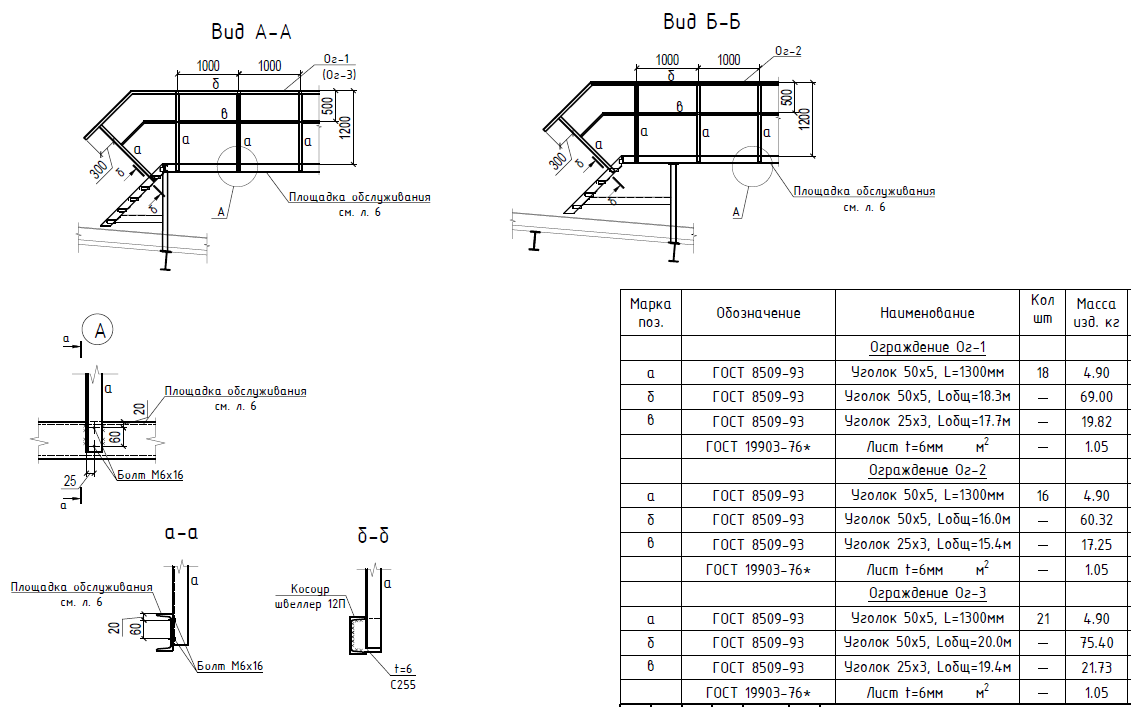 Вид А-А
1000
1000
Ог-1
(Ог-3)
δ
в
500
1200
а
а
а
а
300
δ
δ
Площадка обслуживания
см. л. 6
А
Вид Б-Б
1000
1000
Ог-2
δ
в
500
1200
а
а
а
300
δ
δ
Площадка обслуживания
см. л. 6
А
А
а
а
Площадка обслуживания
см. л. 6
20
60
25
Болт М6х16
а
а-а
а
Площадка обслуживания
см. л. 6
20
60
Болт М6х16
δ-δ
а
Косоур
швеллер 12П
t=6
С255
Марка поз. Обозначение Наименование Кол шт Масса изд. кг
Ограждение Ог-1
а ГОСТ 8509-93 Уголок 50х5, L=1300мм 18 4.90
δ ГОСТ 8509-93 Уголок 50х5, Lобщ=18.3м — 69.00
в ГОСТ 8509-93 Уголок 25х3, Lобщ=17.7м — 19.82
ГОСТ 19903-76* Лист t=6мм м² — 1.05
Ограждение Ог-2
а ГОСТ 8509-93 Уголок 50х5, L=1300мм 16 4.90
δ ГОСТ 8509-93 Уголок 50х5, Lобщ=16.0м — 60.32
в ГОСТ 8509-93 Уголок 25х3, Lобщ=15.4м — 17.25
ГОСТ 19903-76* Лист t=6мм м² — 1.05
Ограждение Ог-3
а ГОСТ 8509-93 Уголок 50х5, L=1300мм 21 4.90
δ ГОСТ 8509-93 Уголок 50х5, Lобщ=20.0м — 75.40
в ГОСТ 8509-93 Уголок 25х3, Lобщ=19.4м — 21.73
ГОСТ 19903-76* Лист t=6мм м² — 1.05